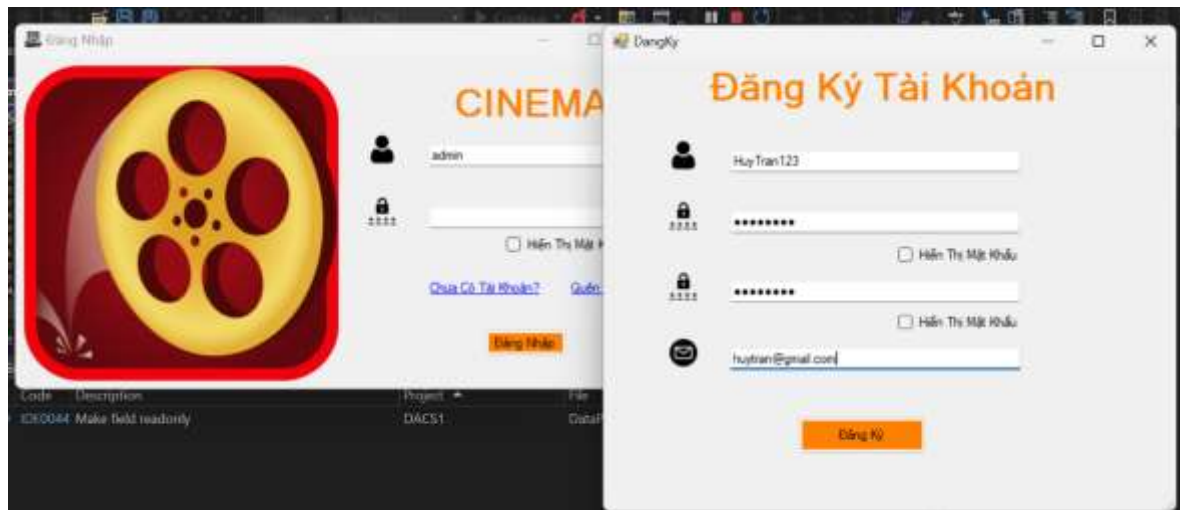 Đăng Nhập
CINEMA
admin
Hiển Thị Mật K
Chưa Có Tài Khoản?
Quên
Đăng Nhập
Code Description Project File
IDE0044 Make field readonly DACS1
DangKy
Đăng Ký Tài Khoản
HuyTran123
Hiển Thị Mật Khẩu
Hiển Thị Mật Khẩu
huytran@gmail.com
Đăng Ký